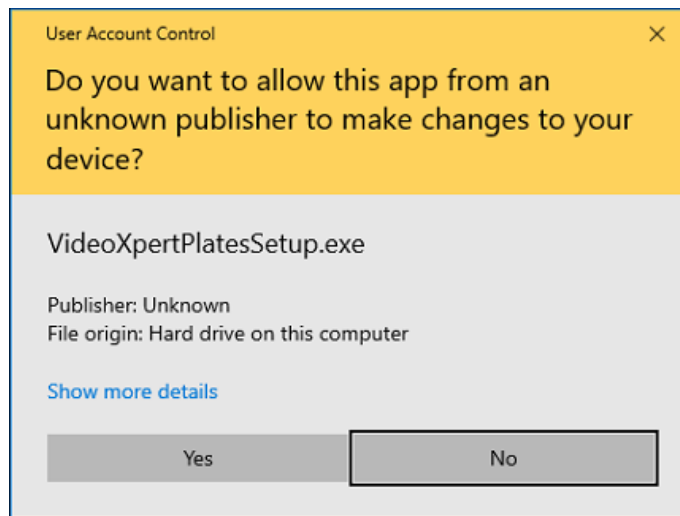 User Account Control
Do you want to allow this app from an
unknown publisher to make changes to your
device?
VideoXpertPlatesSetup.exe
Publisher: Unknown
File origin: Hard drive on this computer
Show more details
Yes
No